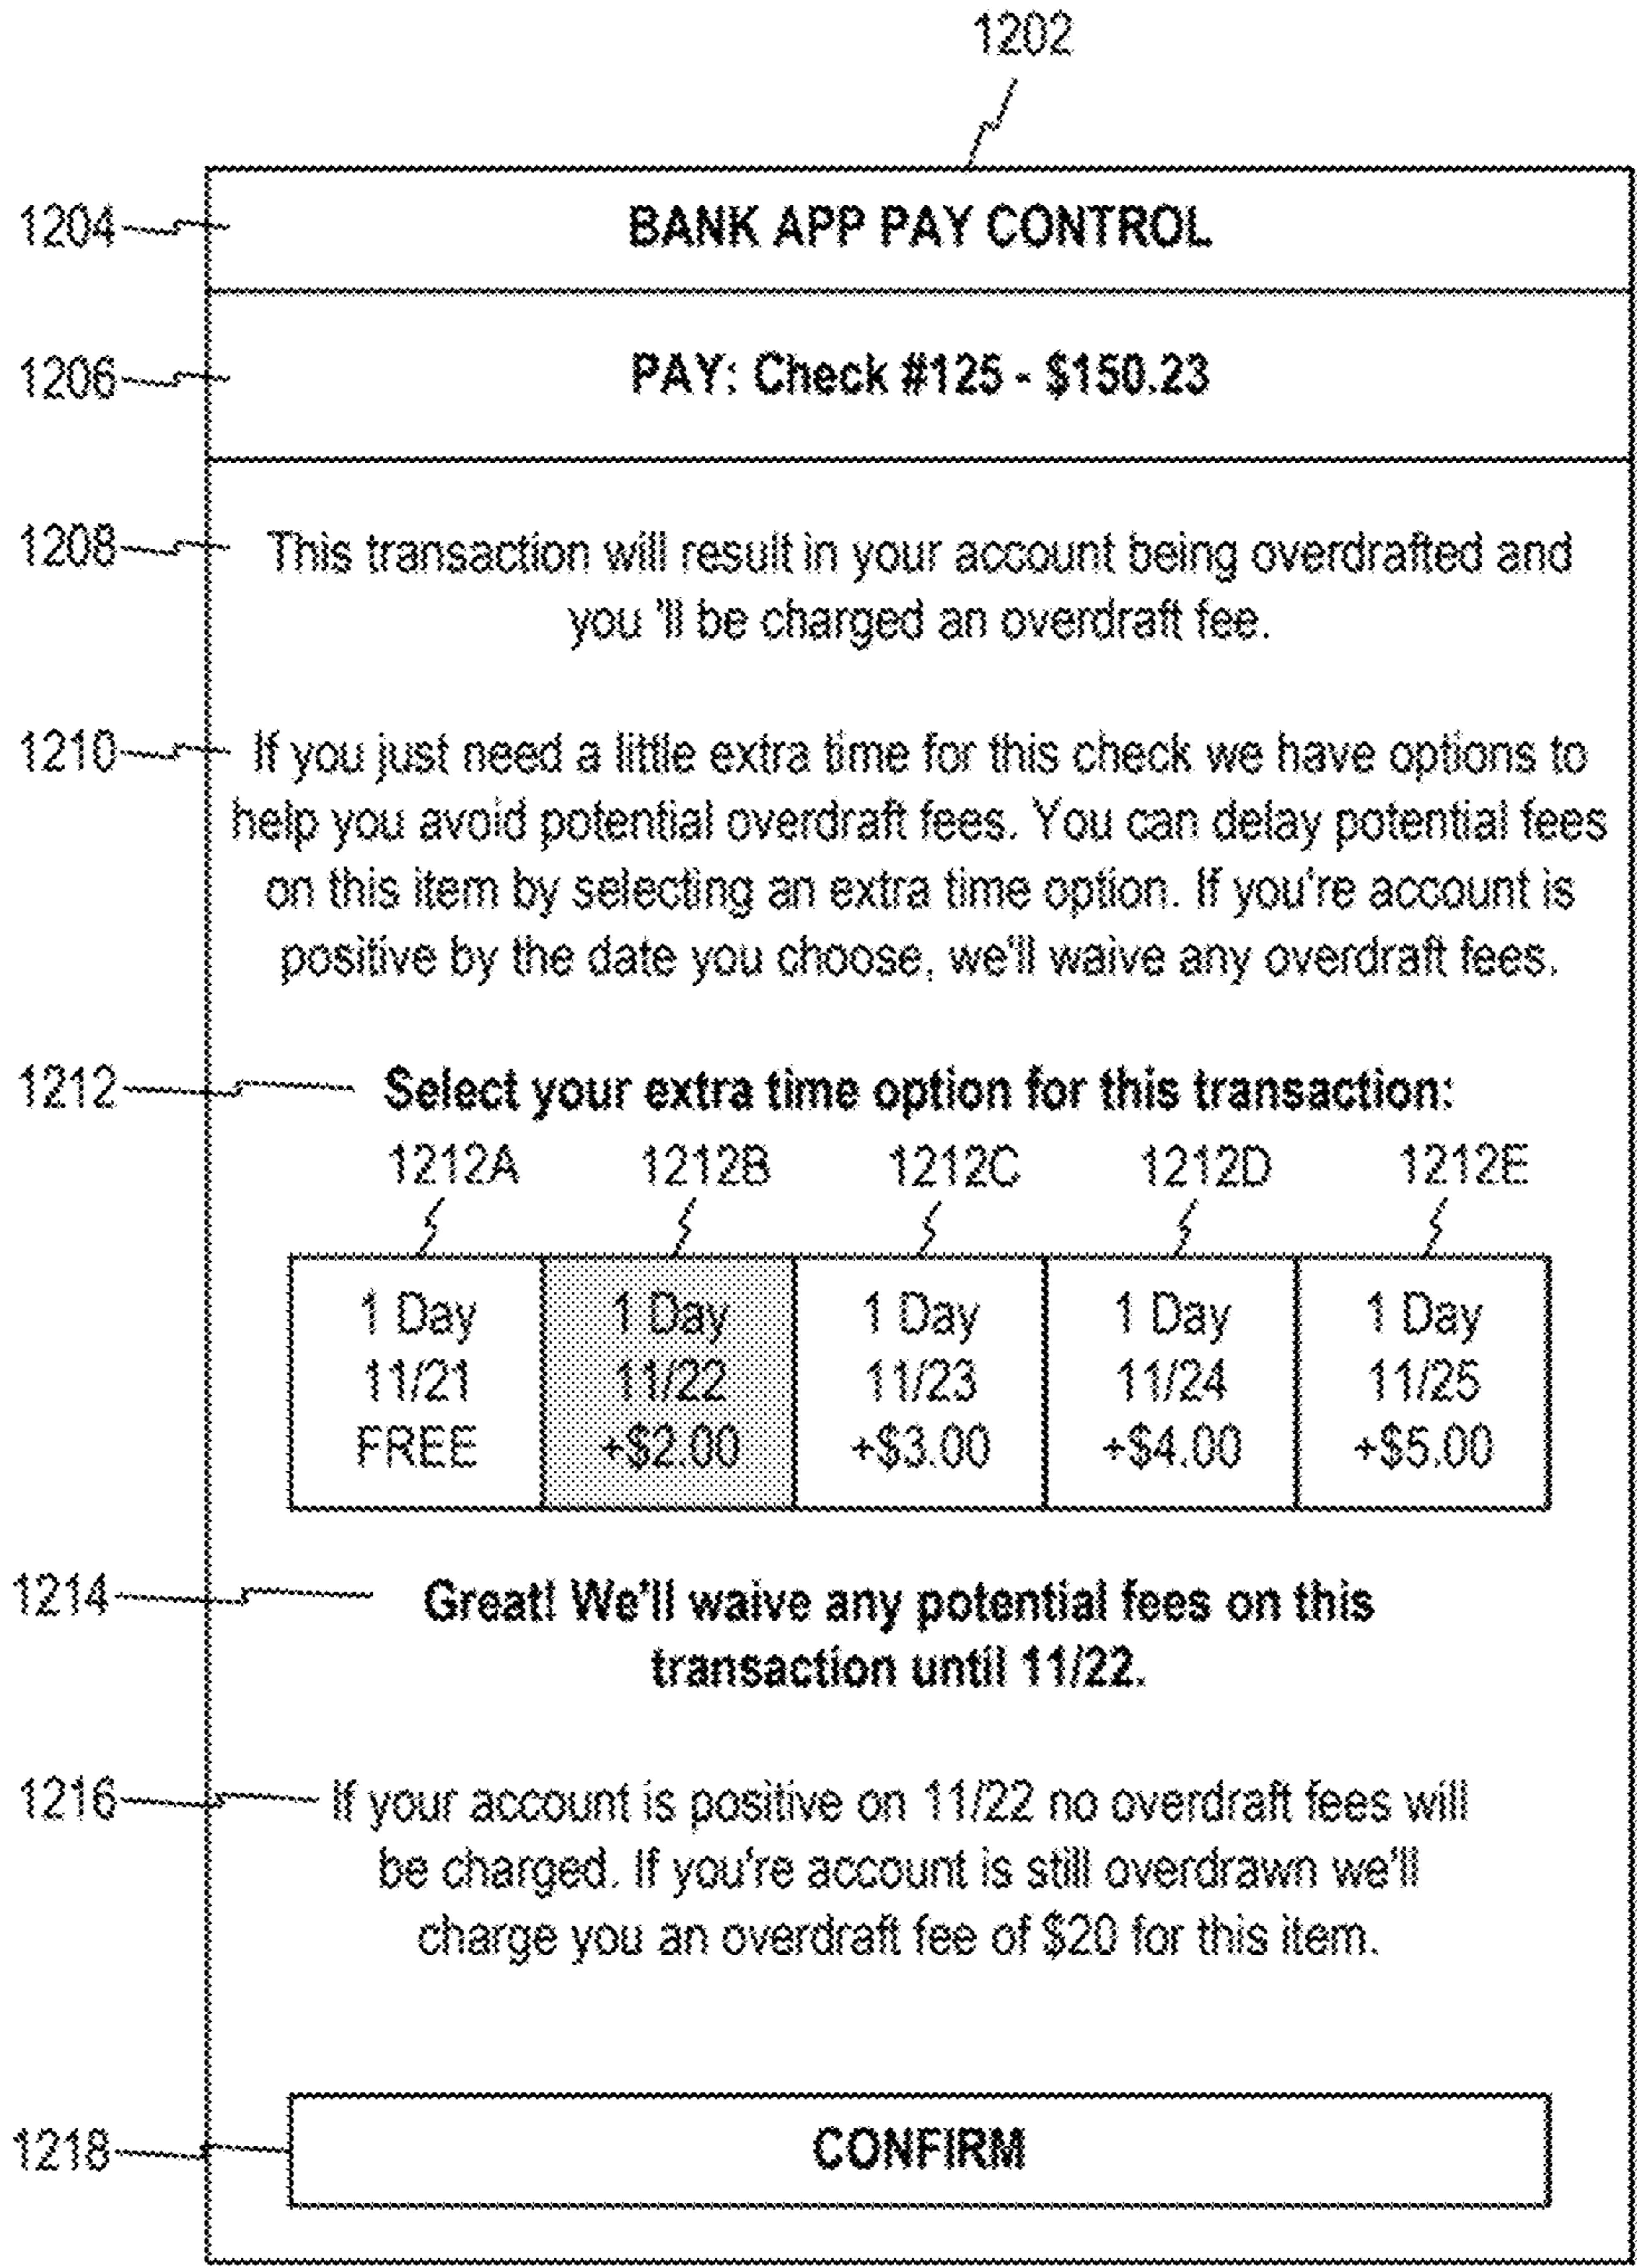 1202
1204
BANK APP PAY CONTROL
1206
PAY: Check #125 - $150.23
1208
This transaction will result in your account being overdrafted and
you 'll be charged an overdraft fee.
1210
If you just need a little extra time for this check we have options to
help you avoid potential overdraft fees. You can delay potential fees
on this item by selecting an extra time option. If you're account is
positive by the date you choose, we'll waive any overdraft fees.
1212
Select your extra time option for this transaction:
1212A 1212B 1212C 1212D 1212E
1 Day 1 Day 1 Day 1 Day 1 Day
11/21 11/22 11/23 11/24 11/25
FREE +$2.00 +$3.00 +$4.00 +$5.00
1214
Great! We'll waive any potential fees on this
transaction until 11/22.
1216
If your account is positive on 11/22 no overdraft fees will
be charged. If you're account is still overdrawn we'll
charge you an overdraft fee of $20 for this item.
1218
CONFIRM